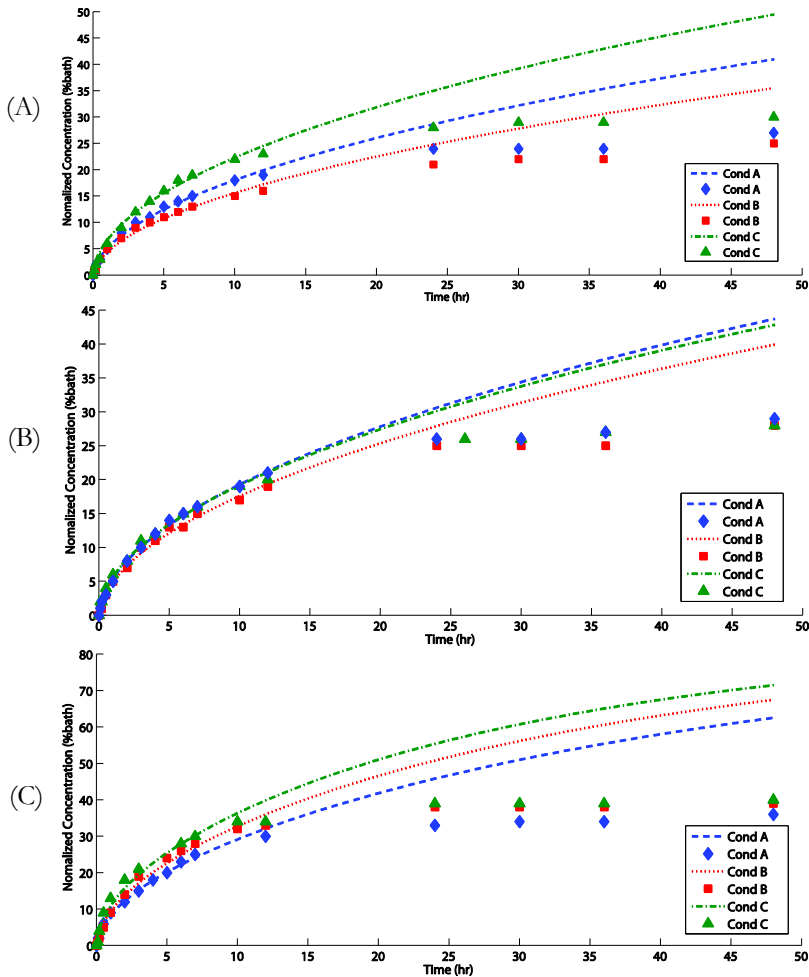 (A)
Normalized Concentration (%bath)
50
45
40
35
30
25
20
15
10
5
0
0 5 10 15 20 25 30 35 40 45 50
Time (hr)
Cond A
Cond A
Cond B
Cond B
Cond C
Cond C
(B)
Normalized Concentration (%bath)
45
40
35
30
25
20
15
10
5
0
0 5 10 15 20 25 30 35 40 45 50
Time (hr)
Cond A
Cond A
Cond B
Cond B
Cond C
Cond C
(C)
Normalized Concentration (%bath)
80
70
60
50
40
30
20
10
0
0 5 10 15 20 25 30 35 40 45 50
Time (hr)
Cond A
Cond A
Cond B
Cond B
Cond C
Cond C